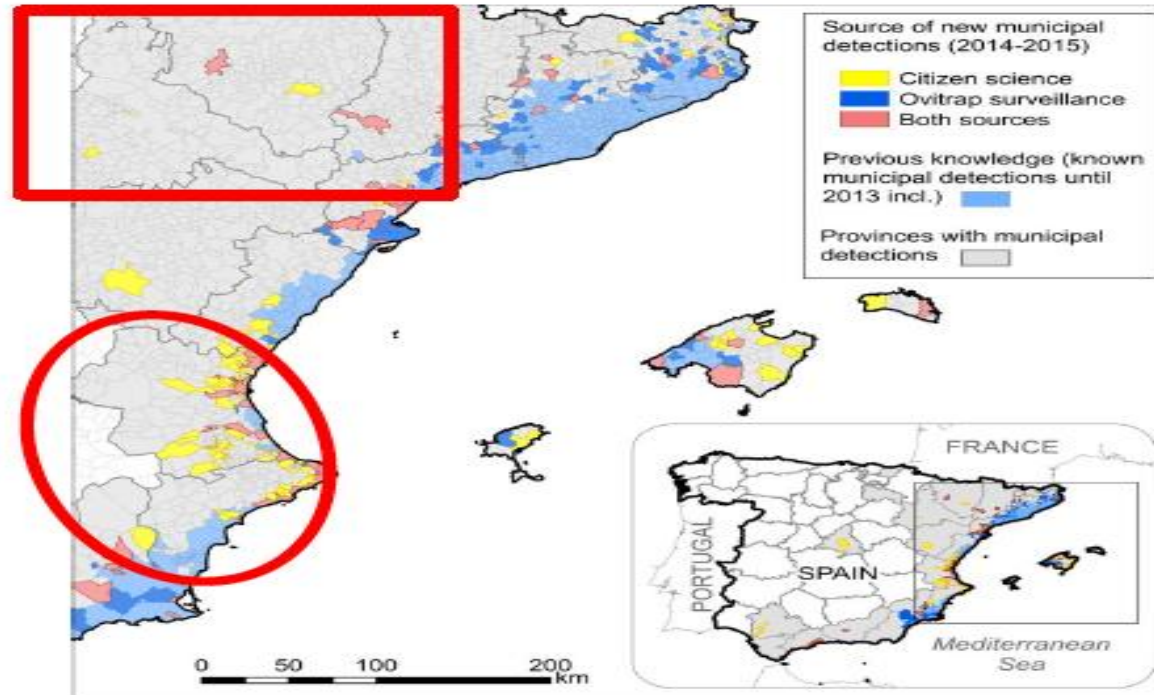 Source of new municipal
detections (2014-2015)
Citizen science
Ovitrap surveillance
Both sources
Previous knowledge (known
municipal detections until
2013 incl.)
Provinces with municipal
detections
FRANCE
PORTUGAL
SPAIN
Mediterranean
Sea
0 50 100 200
km